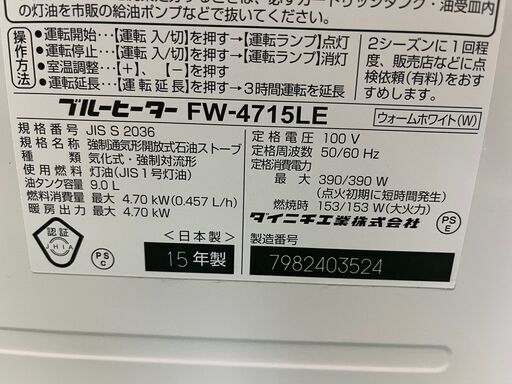 の灯油を市販の給油ポンプなどで抜いてください。
操作方法
●運転開始…〔運転 入/切〕を押す→〔運転ランプ〕点灯
●運転停止…〔運転 入/切〕を押す→〔運転ランプ〕消灯
●室温調整…〔+〕、〔-〕を押す
●運転延長…〔運転延長〕を押す→3時間運転を延長
2シーズンに1回程度、販売店などに点検依頼(有料)をおすすめします。
ブルーヒーター FW-4715LE
ウォームホワイト(W)
規格番号 JIS S 2036
規格名称 強制通気形開放式石油ストーブ
種類 気化式・強制対流形
使用燃料 灯油(JIS1号灯油)
油タンク容量 9.0 L
燃料消費量 最大 4.70 kW(0.457 L/h)
暖房出力 最大 4.70 kW
定格電圧 100 V
定格周波数 50/60 Hz
定格消費電力
最大 390/390 W
(点火初期に短時間発生)
燃焼時 153/153 W(大火力)
ダイニチ工業株式会社
PS
E
認証
JHIA
PS
C
<日本製>
15年製
製造番号
7982403524